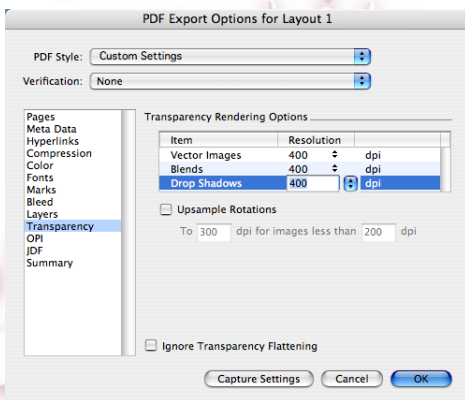 PDF Export Options for Layout 1
PDF Style: Custom Settings
Verification: None
Pages
Meta Data
Hyperlinks
Compression
Color
Fonts
Marks
Bleed
Layers
Transparency
OPI
JDF
Summary
Transparency Rendering Options
Item Resolution
Vector Images 400 dpi
Blends 400 dpi
Drop Shadows 400 dpi
Upsample Rotations
To 300 dpi for images less than 200 dpi
Ignore Transparency Flattening
Capture Settings Cancel OK